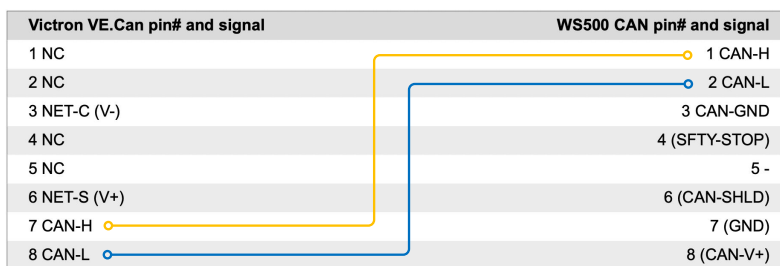 Victron VE.Can pin# and signal WS500 CAN pin# and signal
1 NC 1 CAN-H
2 NC 2 CAN-L
3 NET-C (V-) 3 CAN-GND
4 NC 4 (SFTY-STOP)
5 NC 5 -
6 NET-S (V+) 6 (CAN-SHLD)
7 CAN-H 7 (GND)
8 CAN-L 8 (CAN-V+)